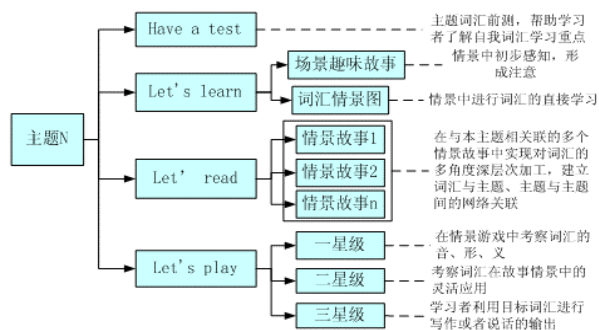 Have a test
主题词汇前测，帮助学习
者了解自我词汇学习重点
Let's learn
场景趣味故事
情景中初步感知，形
成注意
词汇情景图
情景中进行词汇的直接学习
主题N
Let' read
情景故事1
情景故事2
情景故事n
在与本主题相关联的多个
情景故事中实现对词汇的
多角度深层次加工，建立
词汇与主题、主题与主题
间的网络关联
Let's play
一星级
在情景游戏中考察词汇的
音、形、义
二星级
考察词汇在故事情景中的
灵活应用
三星级
学习者利用目标词汇进行
写作或者说话的输出